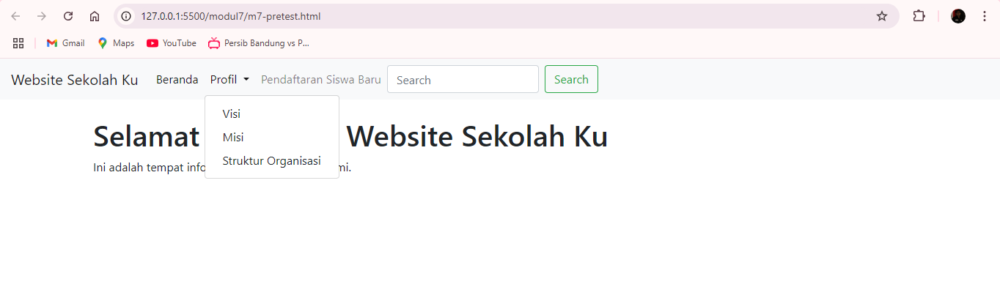 127.0.0.1:5500/modul7/m7-pretest.html
Gmail Maps YouTube Persib Bandung vs P...
Website Sekolah Ku Beranda Profil Pendaftaran Siswa Baru Search Search
Visi
Misi
Struktur Organisasi
Selamat Website Sekolah Ku
Ini adalah tempat info mi.